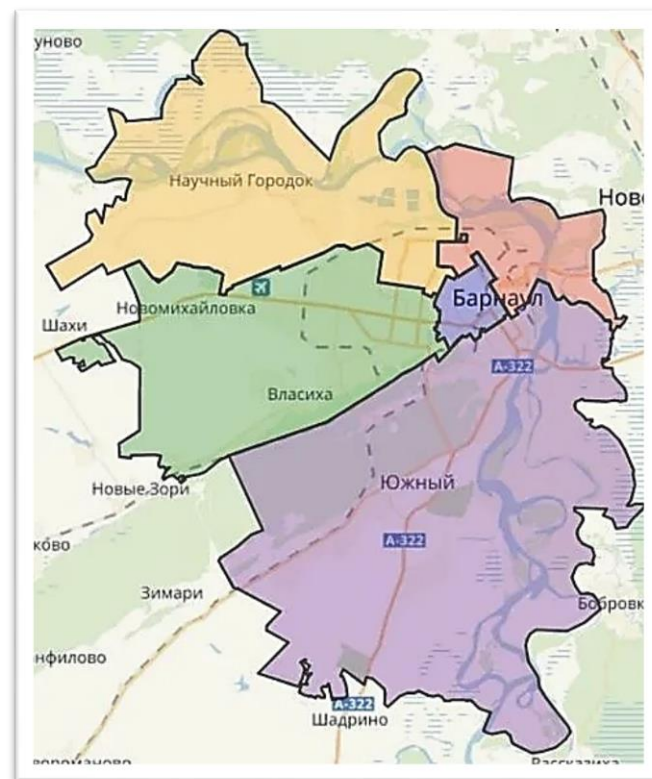 уново
Научный Городок
Нов
Барнаул
Новомихайловка
Шахи
А-322
Власиха
Новые Зори
Южный
ково
А-322
Зимари
Бобровк
нфилово
А-322
Шадрино